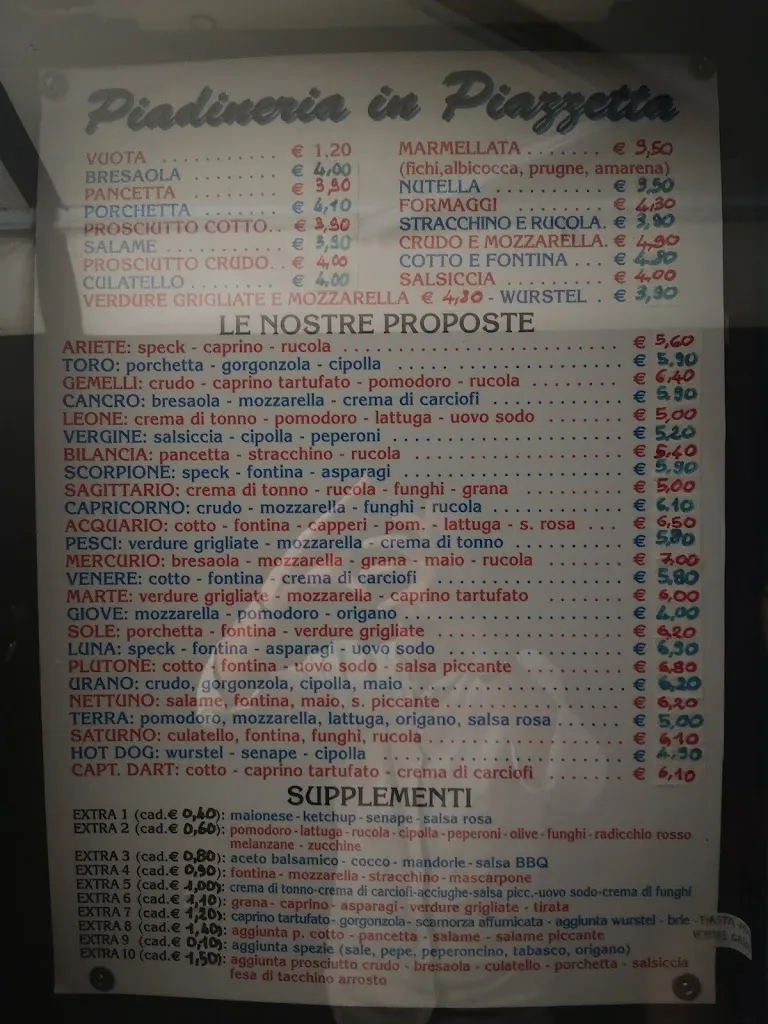 Piadineria in Piazzetta
VUOTA ........... € 1,20
BRESAOLA ........ € 4,00
PANCETTA ........ € 3,90
PORCHETTA ........ € 4,10
PROSCIUTTO COTTO.. € 3,90
SALAME .......... € 3,90
PROSCIUTTO CRUDO.. € 4,00
CULATELLO ........ € 4,00
MARMELLATA ....... € 3,50
(fichi,albicocca, prugne, amarena)
NUTELLA .......... € 3,50
FORMAGGI ........ € 4,30
STRACCHINO E RUCOLA. € 3,90
CRUDO E MOZZARELLA. € 4,90
COTTO E FONTINA ... € 4,80
SALSICCIA ........ € 4,00
VERDURE GRIGLIATE E MOZZARELLA € 4,30 - WURSTEL . € 3,90
LE NOSTRE PROPOSTE
ARIETE: speck - caprino - rucola ........ € 5,60
TORO: porchetta - gorgonzola - cipolla ........ € 5,90
GEMELLI: crudo - caprino tartufato - pomodoro - rucola ........ € 6,40
CANCRO: bresaola - mozzarella - crema di carciofi ........ € 5,90
LEONE: crema di tonno - pomodoro - lattuga - uovo sodo ........ € 5,00
VERGINE: salsiccia - cipolla - peperoni ........ € 5,20
BILANCIA: pancetta - stracchino - rucola ........ € 5,40
SCORPIONE: speck - fontina - asparagi ........ € 5,90
SAGITTARIO: crema di tonno - rucola - funghi - grana ........ € 5,00
CAPRICORNO: crudo - mozzarella - funghi - rucola ........ € 6,10
ACQUARIO: cotto - fontina - capperi - pom. - lattuga - s. rosa ... € 6,50
PESCI: verdure grigliate - mozzarella - crema di tonno ........ € 5,80
MERCURIO: bresaola - mozzarella - grana - maio - rucola ........ € 7,00
VENERE: cotto - fontina - crema di carciofi ........ € 5,80
MARTE: verdure grigliate - mozzarella - caprino tartufato ........ € 6,00
GIOVE: mozzarella - pomodoro - origano ........ € 4,00
SOLE: porchetta - fontina - verdure grigliate ........ € 6,20
LUNA: speck - fontina - asparagi - uovo sodo ........ € 6,90
PLUTONE: cotto - fontina - uovo sodo - salsa piccante ........ € 6,80
URANO: crudo, gorgonzola, cipolla, maio ........ € 6,20
NETTUNO: salame, fontina, maio, s. piccante ........ € 6,20
TERRA: pomodoro, mozzarella, lattuga, origano, salsa rosa ...... € 5,00
SATURNO: culatello, fontina, funghi, rucola ........ € 6,10
HOT DOG: wurstel - senape - cipolla ........ € 4,90
CAPT. DART: cotto - caprino tartufato - crema di carciofi ........ € 6,10
SUPPLEMENTI
EXTRA 1 (cad.€ 0,40): maionese - ketchup - senape - salsa rosa
EXTRA 2 (cad.€ 0,60): pomodoro - lattuga - rucola - cipolla - peperoni - olive - funghi - radicchio rosso
melanzane - zucchine
EXTRA 3 (cad.€ 0,80): aceto balsamico - cocco - mandorle - salsa BBQ
EXTRA 4 (cad.€ 0,90): fontina - mozzarella - stracchino - mascarpone
EXTRA 5 (cad.€ 1,00): crema di tonno-crema di carciofi-acciughe-salsa picc.-uovo sodo-crema di funghi
EXTRA 6 (cad.€ 1,10): grana - caprino - asparagi - verdure grigliate - tirata
EXTRA 7 (cad.€ 1,20): caprino tartufato - gorgonzola - scamorza affumicata - aggiunta wurstel - brie -
EXTRA 8 (cad.€ 1,40): aggiunta p. cotto - pancetta - salame - salame piccante
EXTRA 9 (cad.€ 0,10): aggiunta spezie (sale, pepe, peperoncino, tabasco, origano)
EXTRA 10 (cad.€ 1,50): aggiunta prosciutto crudo - bresaola - culatello - porchetta - salsiccia
fesa di tacchino arrosto